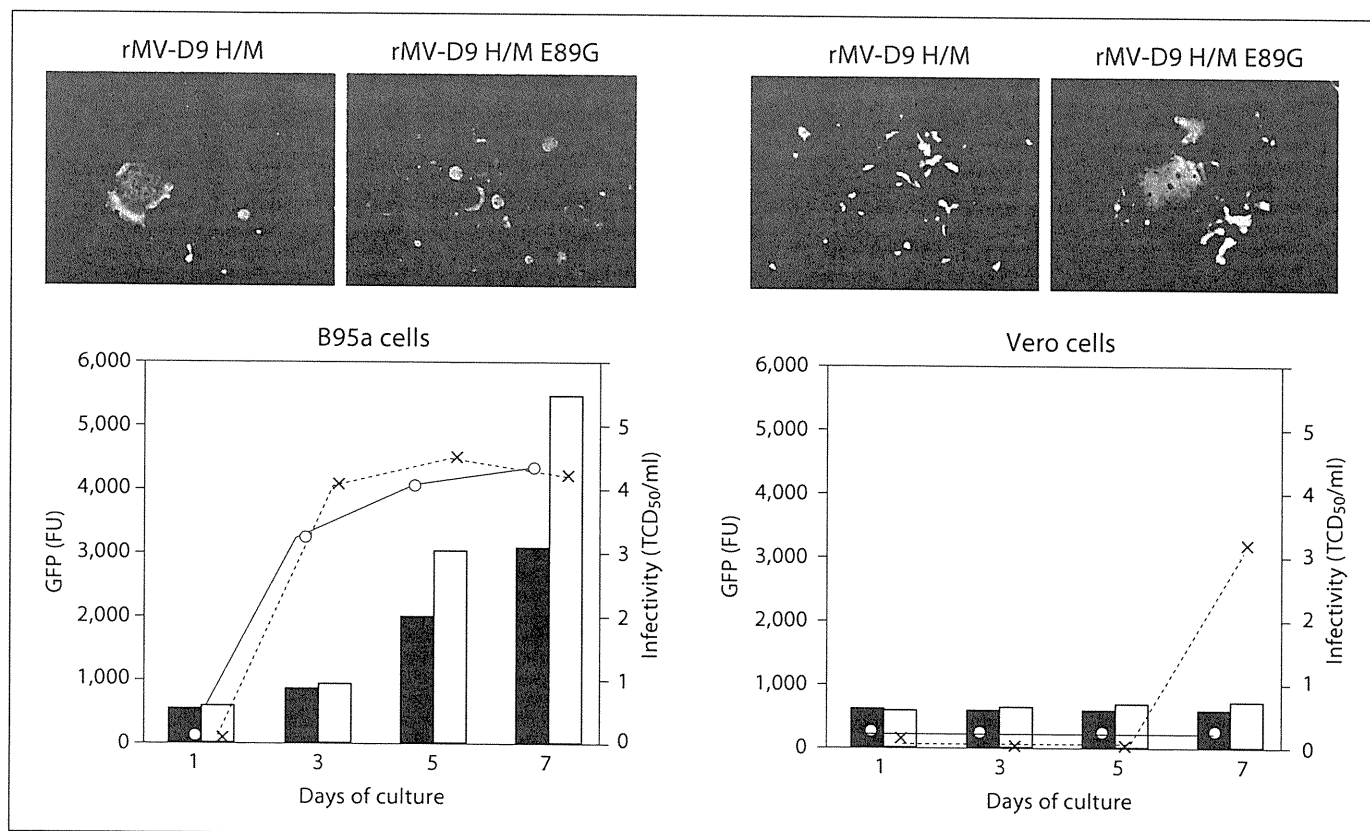 rMV-D9 H/M
rMV-D9 H/M E89G
rMV-D9 H/M
rMV-D9 H/M E89G
B95a cells
6,000
5,000
4,000
3,000
2,000
1,000
0
GFP (FU)
5
4
3
2
1
0
Infectivity (TCD50/ml)
1
3
5
7
Days of culture
Vero cells
6,000
5,000
4,000
3,000
2,000
1,000
0
GFP (FU)
5
4
3
2
1
0
Infectivity (TCD50/ml)
1
3
5
7
Days of culture